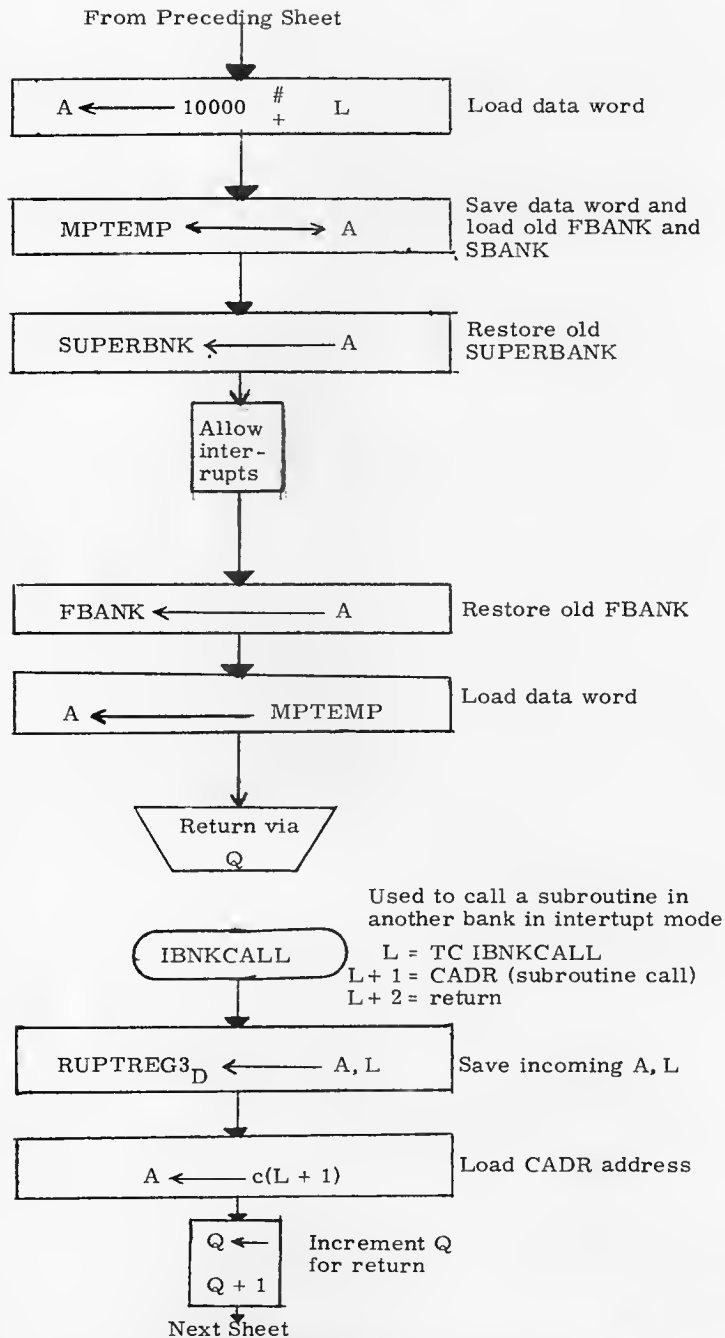 From Preceding Sheet
A ← 10000 # + L
Load data word
MPTEMP ↔ A
Save data word and
load old FBANK and
SBANK
SUPERBNK ← A
Restore old
SUPERBANK
Allow
inter-
rupts
FBANK ← A
Restore old FBANK
A ← MPTEMP
Load data word
Return via
Q
Used to call a subroutine in
another bank in intertupt mode
IBNKCALL
L = TC IBNKCALL
L + 1 = CADR (subroutine call)
L + 2 = return
RUPTREG3D ← A, L
Save incoming A, L
A ← c(L + 1)
Load CADR address
Q ←
Q + 1
Increment Q
for return
Next Sheet